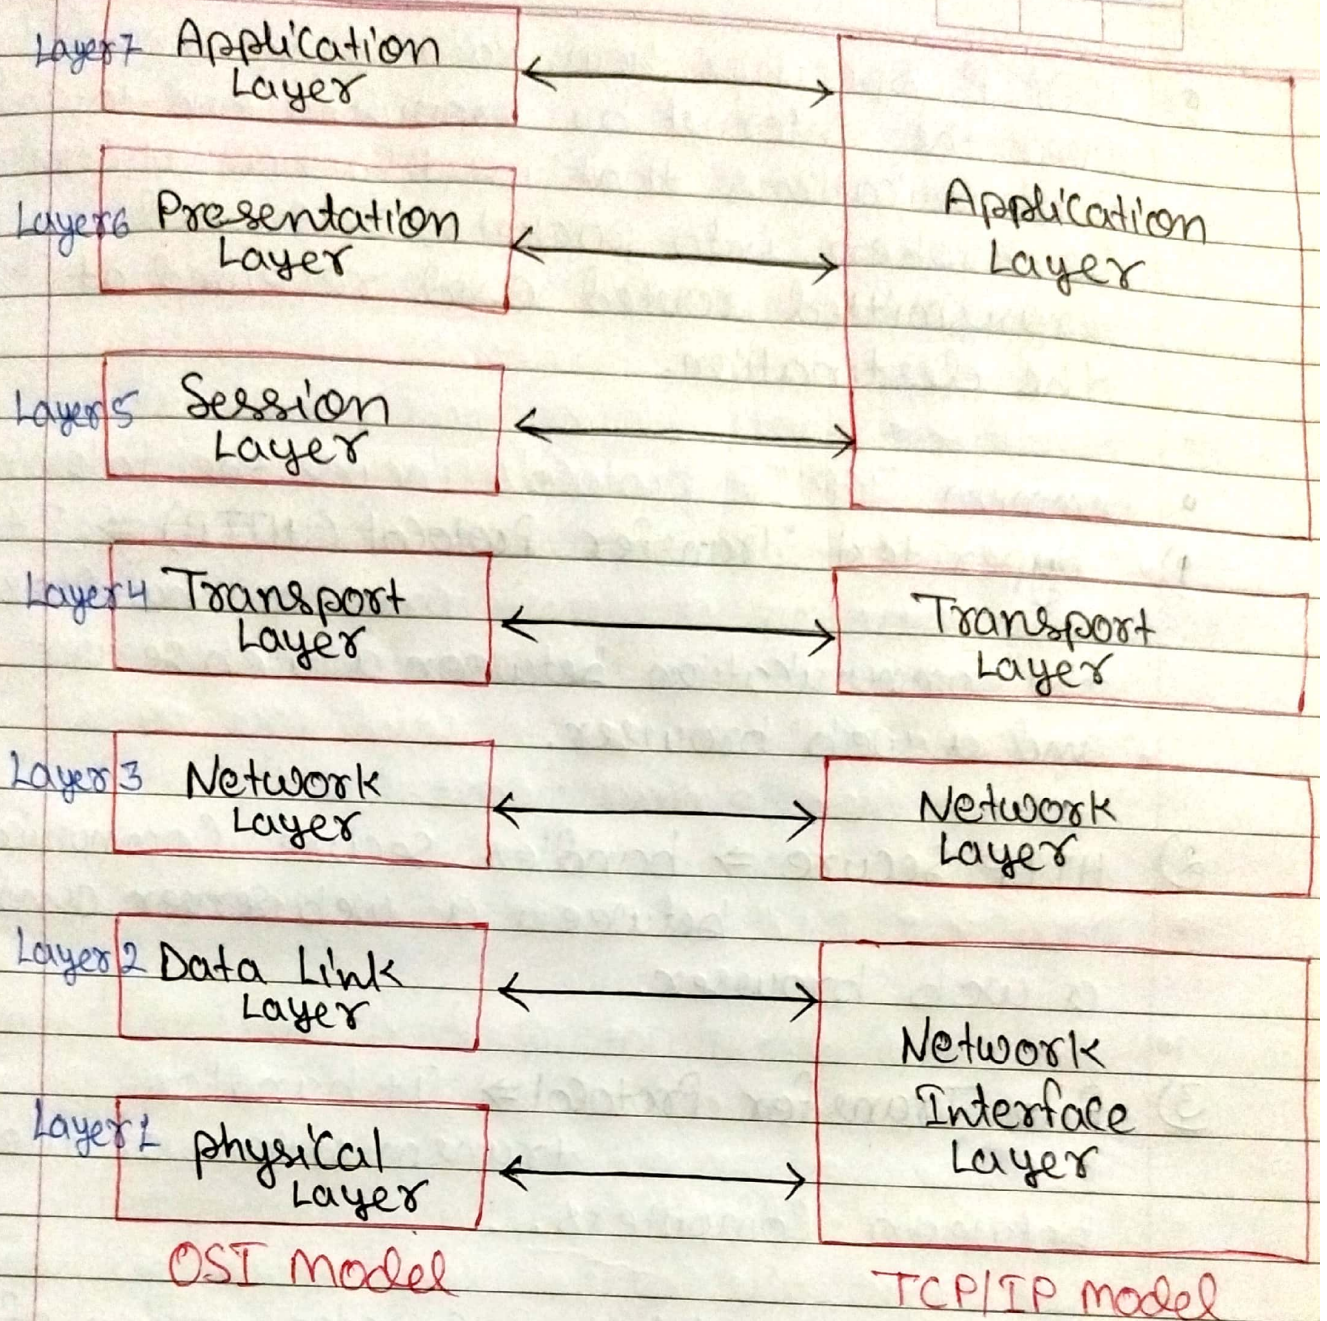 Layer7 Application
Layer
Application
Layer
Layer6 Presentation
Layer
Layer5 Session
Layer
Layer4 Transport
Layer
Transport
Layer
Layer3 Network
Layer
Network
Layer
Layer2 Data Link
Layer
Network
Interface
Layer
Layer1 physical
Layer
OSI Model
TCP/IP Model